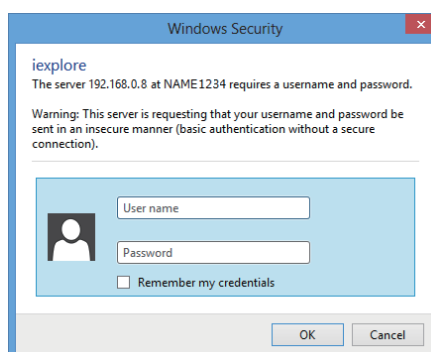 Windows Security
iexplore
The server 192.168.0.8 at NAME1234 requires a username and password.
Warning: This server is requesting that your username and password be
sent in an insecure manner (basic authentication without a secure
connection).
User name
Password
Remember my credentials
OK
Cancel